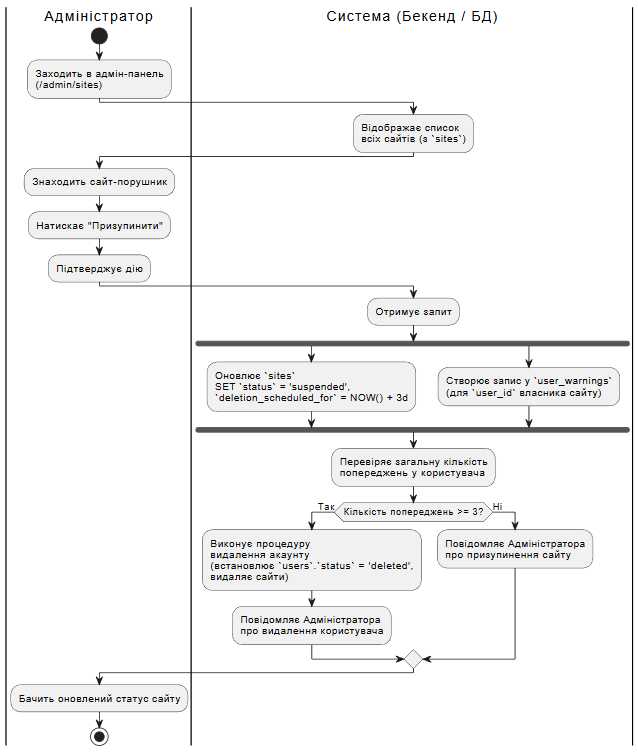 Адміністратор
Система (Бекенд / БД)
Заходить в адмін-панель
(/admin/sites)
Відображає список
всіх сайтів (з `sites`)
Знаходить сайт-порушник
Натискає "Призупинити"
Підтверджує дію
Отримує запит
Оновлює `sites`
SET `status` = 'suspended',
`deletion_scheduled_for` = NOW() + 3d
Створює запис у `user_warnings`
(для `user_id` власника сайту)
Перевіряє загальну кількість
попереджень у користувача
Так
Кількість попереджень >= 3?
Ні
Виконує процедуру
видалення акаунту
(встановлює `users`.`status` = 'deleted',
видаляє сайти)
Повідомляє Адміністратора
про призупинення сайту
Повідомляє Адміністратора
про видалення користувача
Бачить оновлений статус сайту